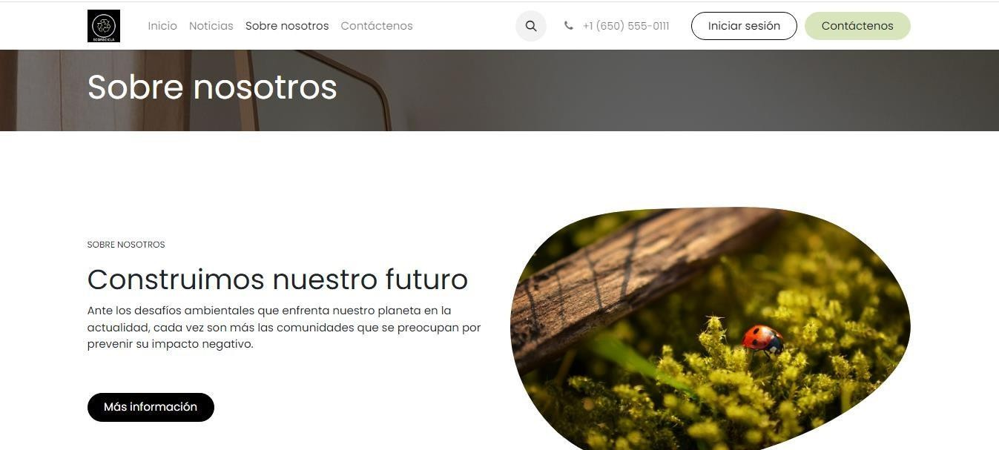 ECORECICLA
Inicio Noticias Sobre nosotros Contáctenos
+1 (650) 555-0111
Iniciar sesión
Contáctenos
Sobre nosotros
SOBRE NOSOTROS
Construimos nuestro futuro
Ante los desafíos ambientales que enfrenta nuestro planeta en la
actualidad, cada vez son más las comunidades que se preocupan por
prevenir su impacto negativo.
Más información